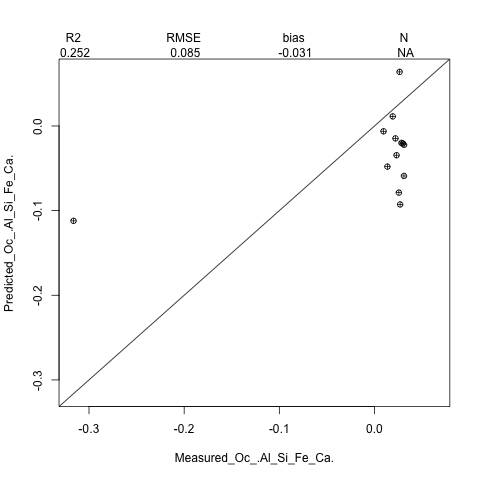 R2 RMSE bias N
0.252 0.085 -0.031 NA
0.0
-0.1
-0.2
-0.3
Predicted_Oc_.Al_Si_Fe_Ca.
-0.3 -0.2 -0.1 0.0
Measured_Oc_.Al_Si_Fe_Ca.